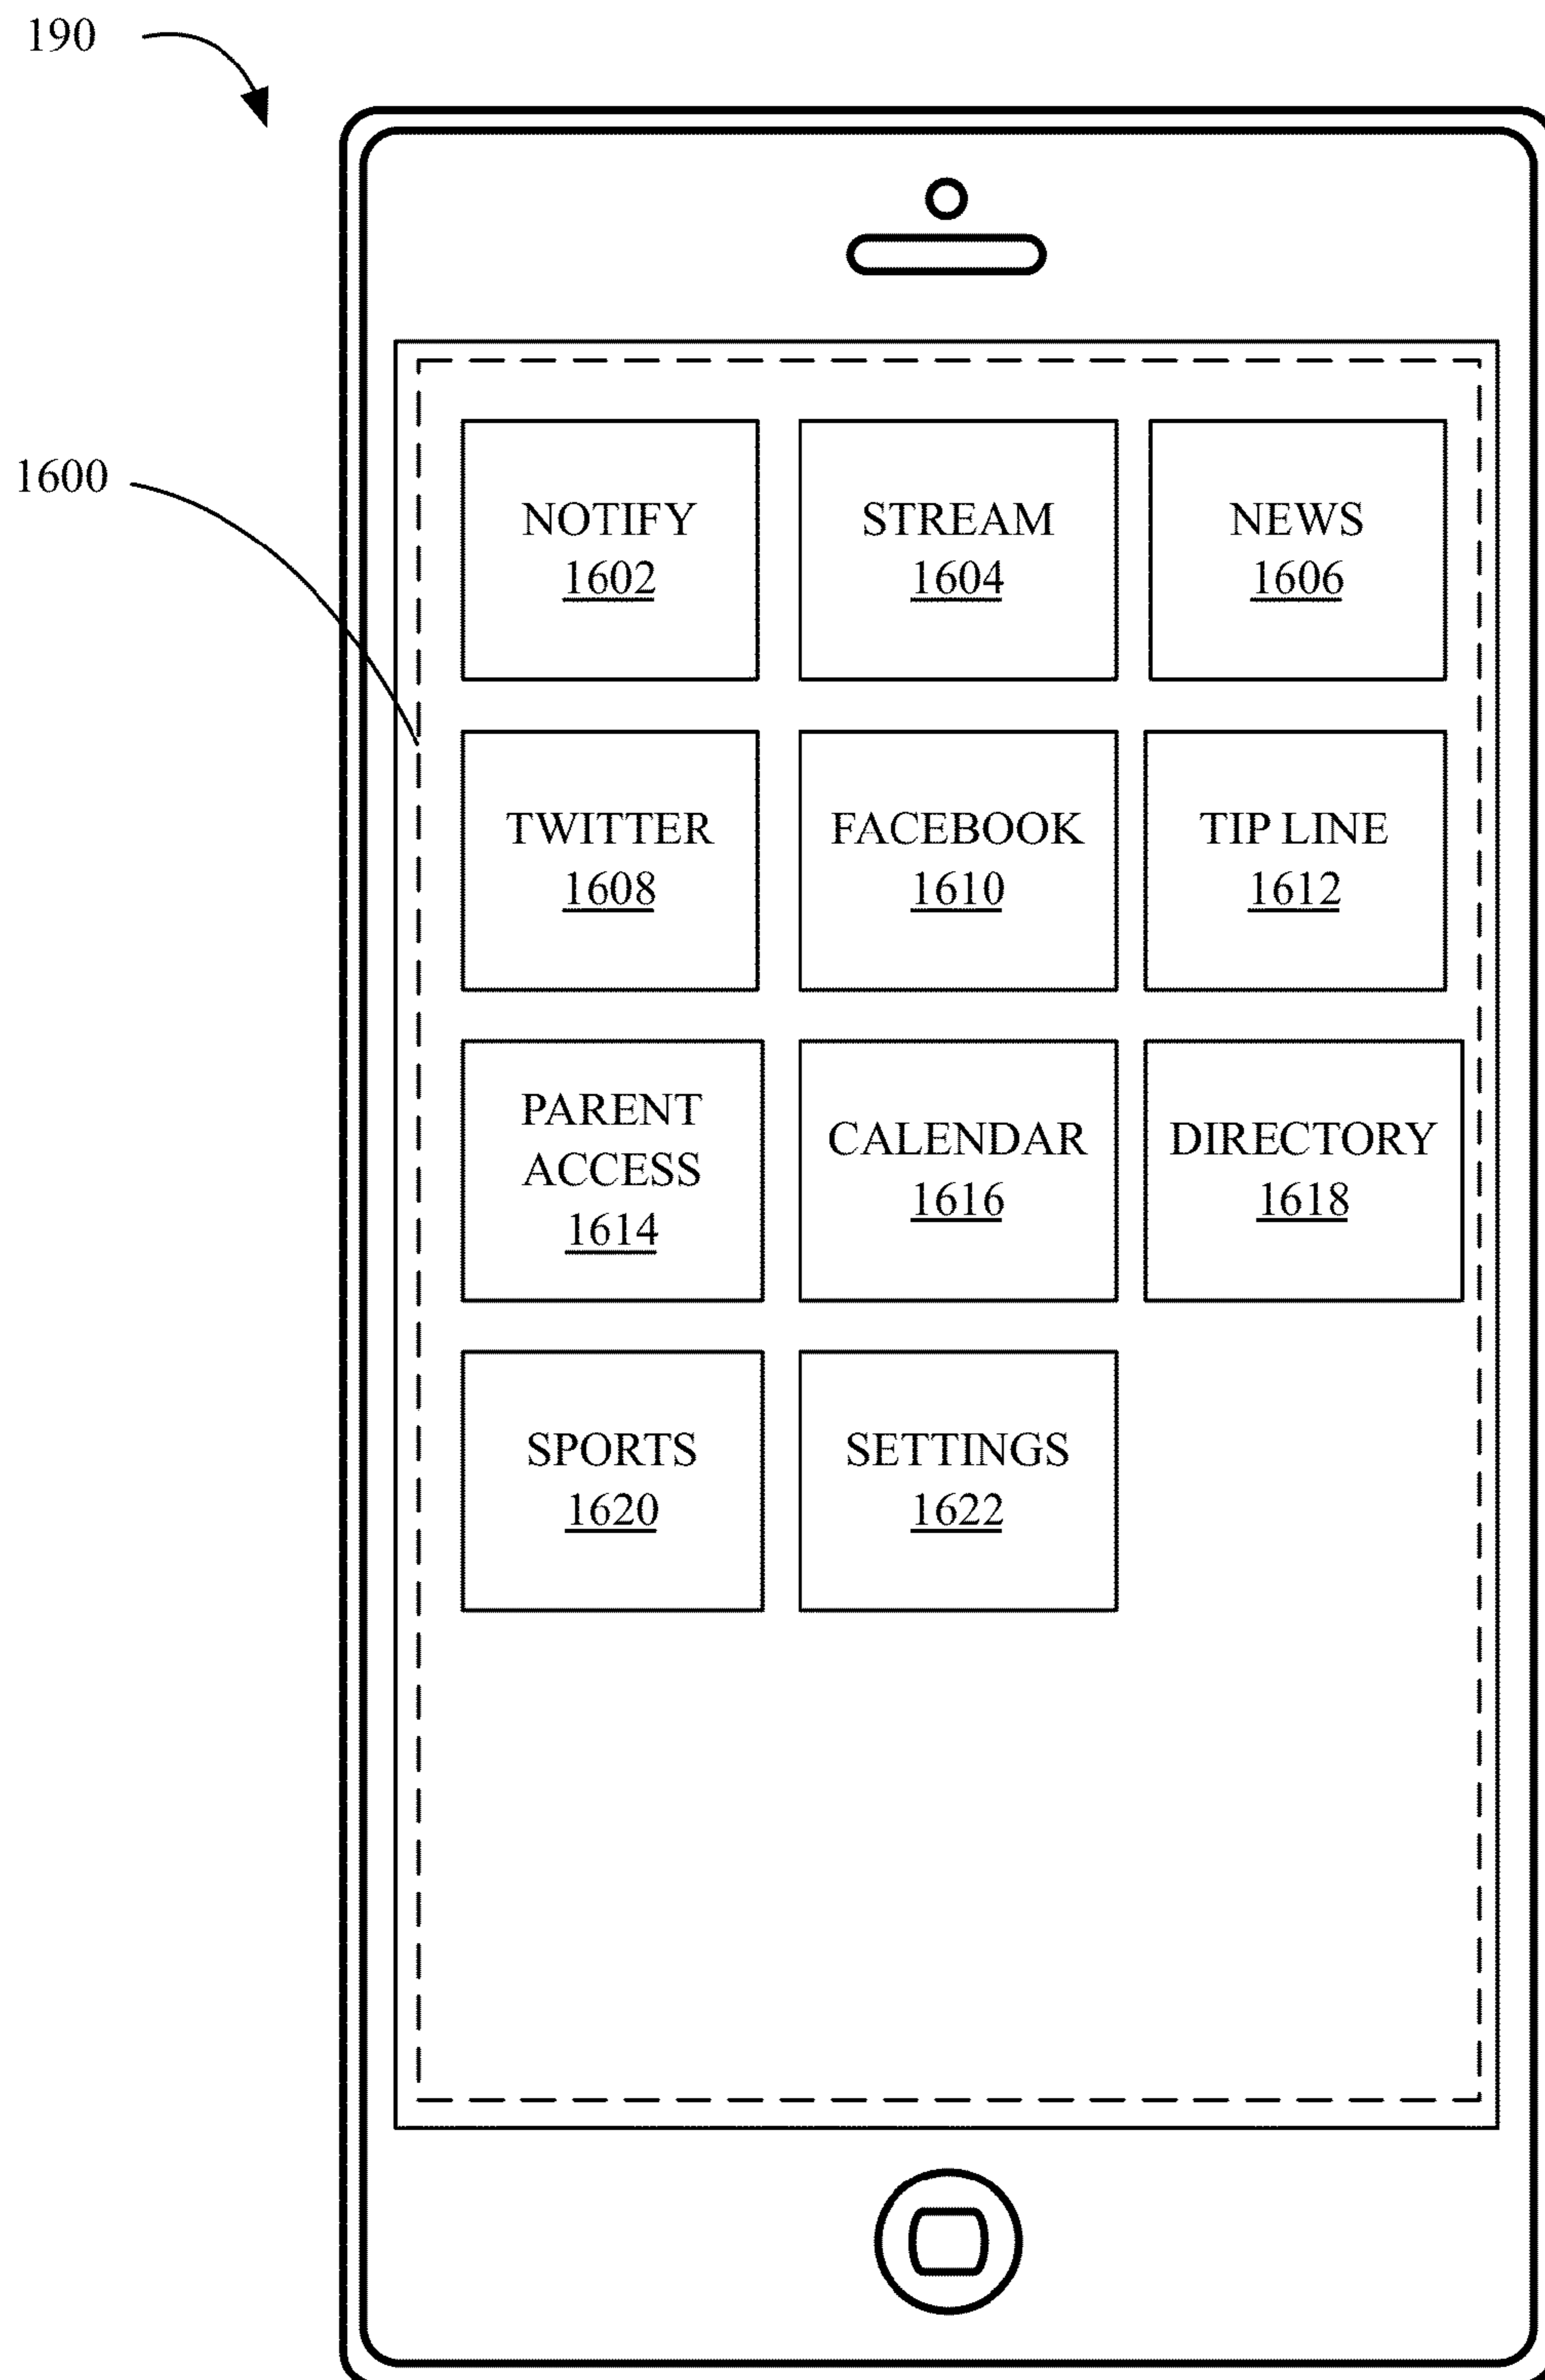 190
1600
NOTIFY
1602
STREAM
1604
NEWS
1606
TWITTER
1608
FACEBOOK
1610
TIP LINE
1612
PARENT
ACCESS
1614
CALENDAR
1616
DIRECTORY
1618
SPORTS
1620
SETTINGS
1622